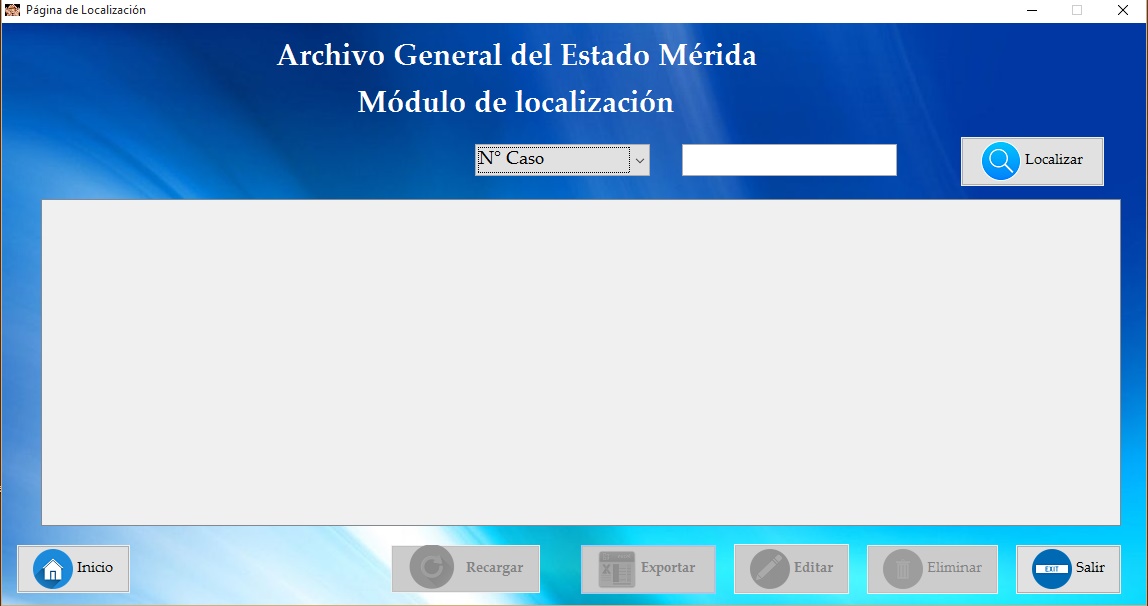 Página de Localización
Archivo General del Estado Mérida
Módulo de localización
N° Caso
Localizar
Inicio
Recargar
Exportar
Editar
Eliminar
EXIT
Salir